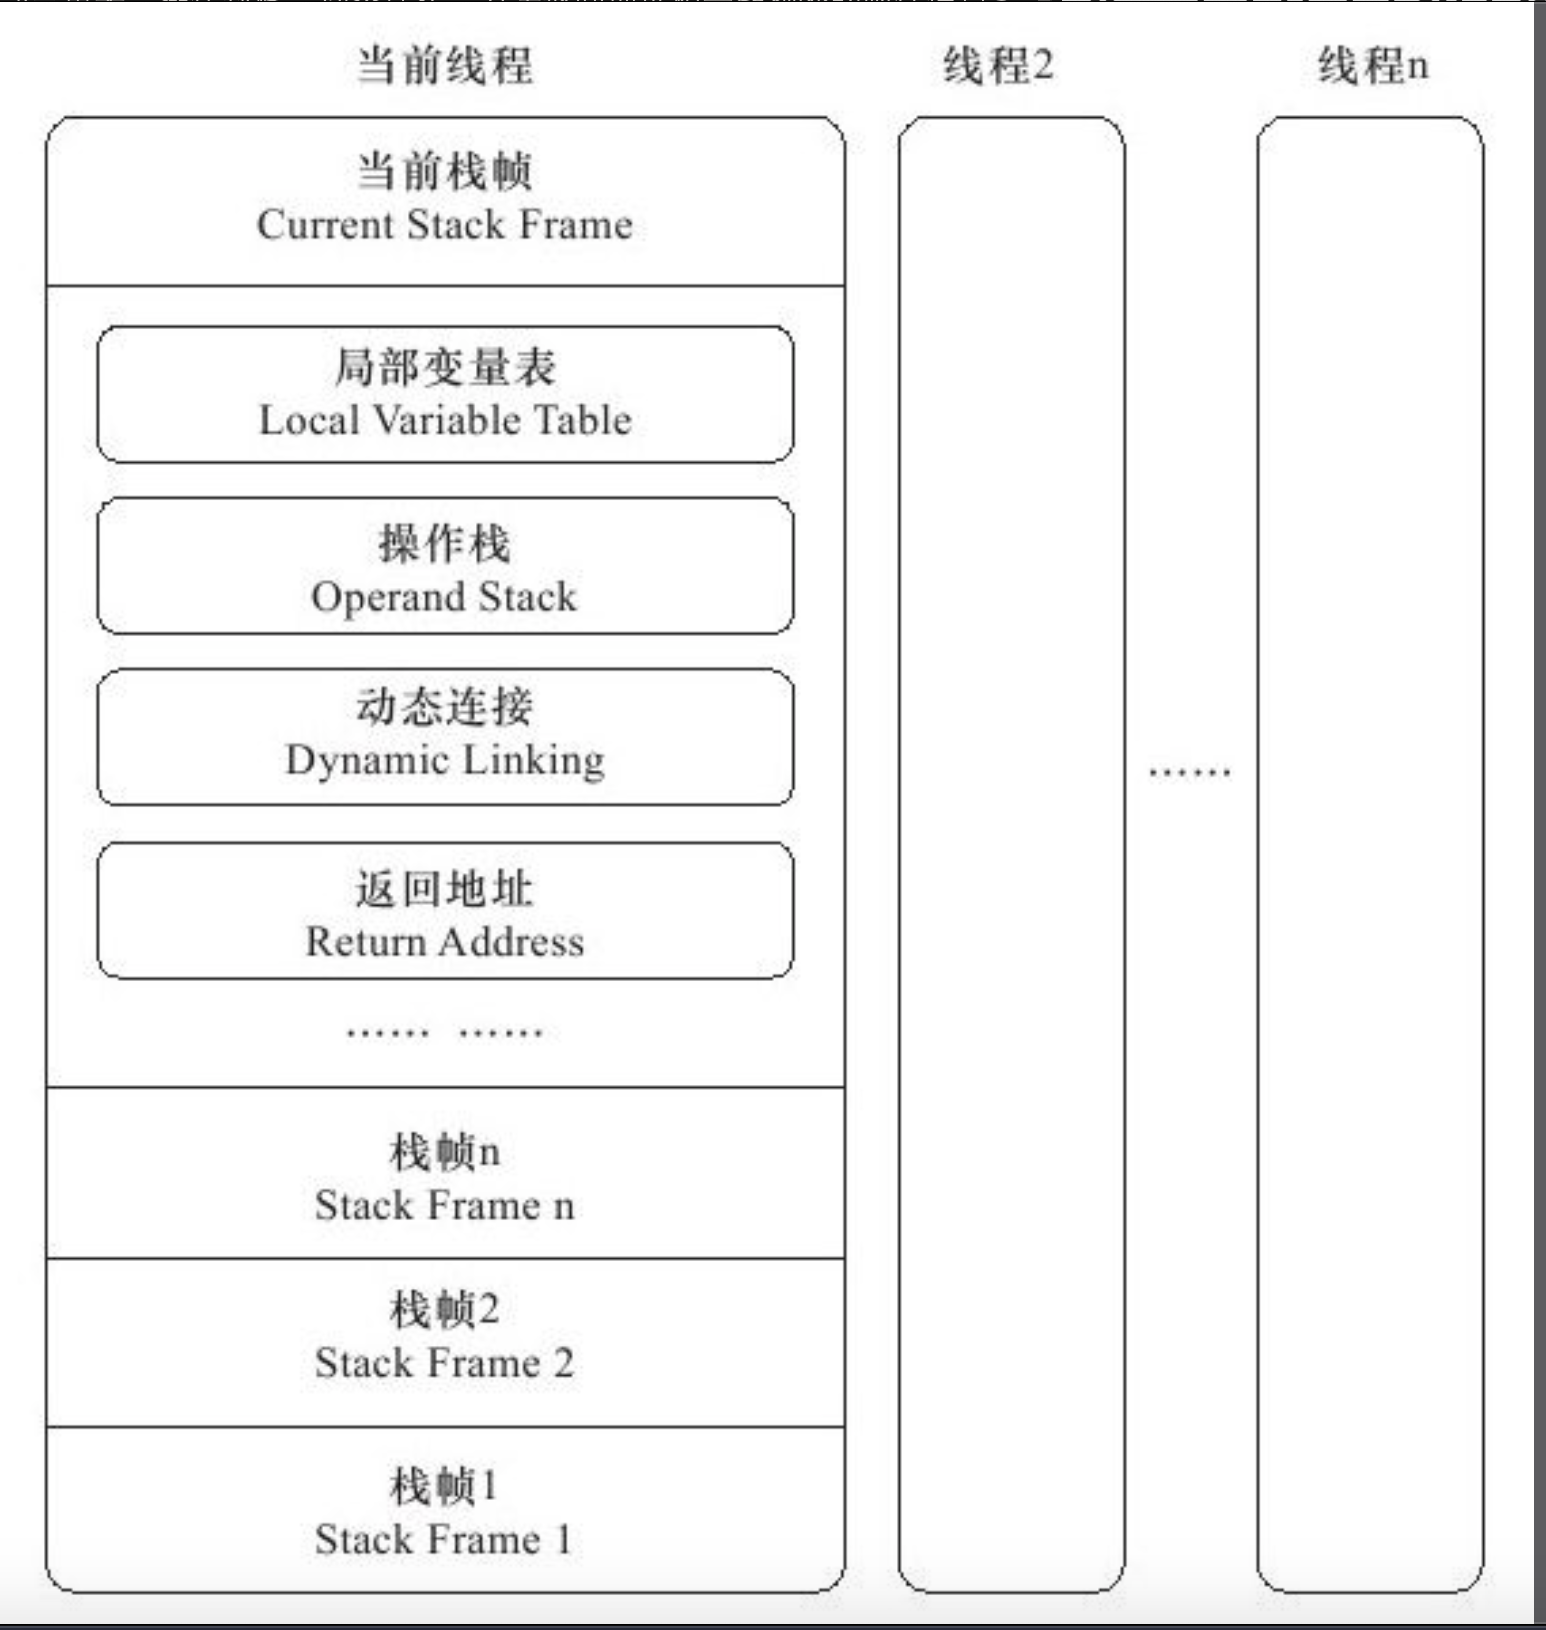 当前线程
线程2
线程n
当前栈帧
Current Stack Frame
局部变量表
Local Variable Table
操作栈
Operand Stack
动态连接
Dynamic Linking
返回地址
Return Address
…… ……
……
栈帧n
Stack Frame n
栈帧2
Stack Frame 2
栈帧1
Stack Frame 1